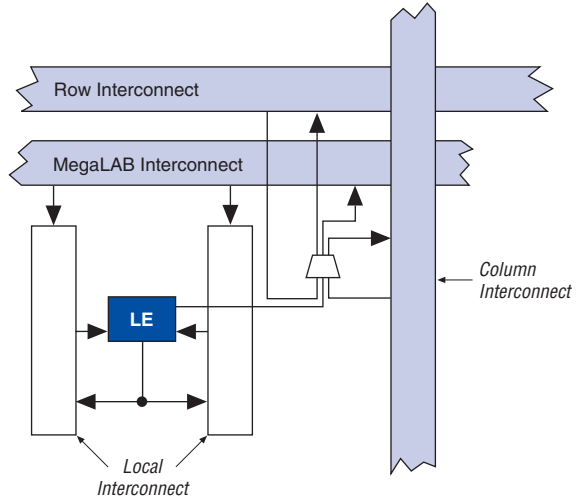 Row Interconnect
MegaLAB Interconnect
LE
Column
Interconnect
Local
Interconnect